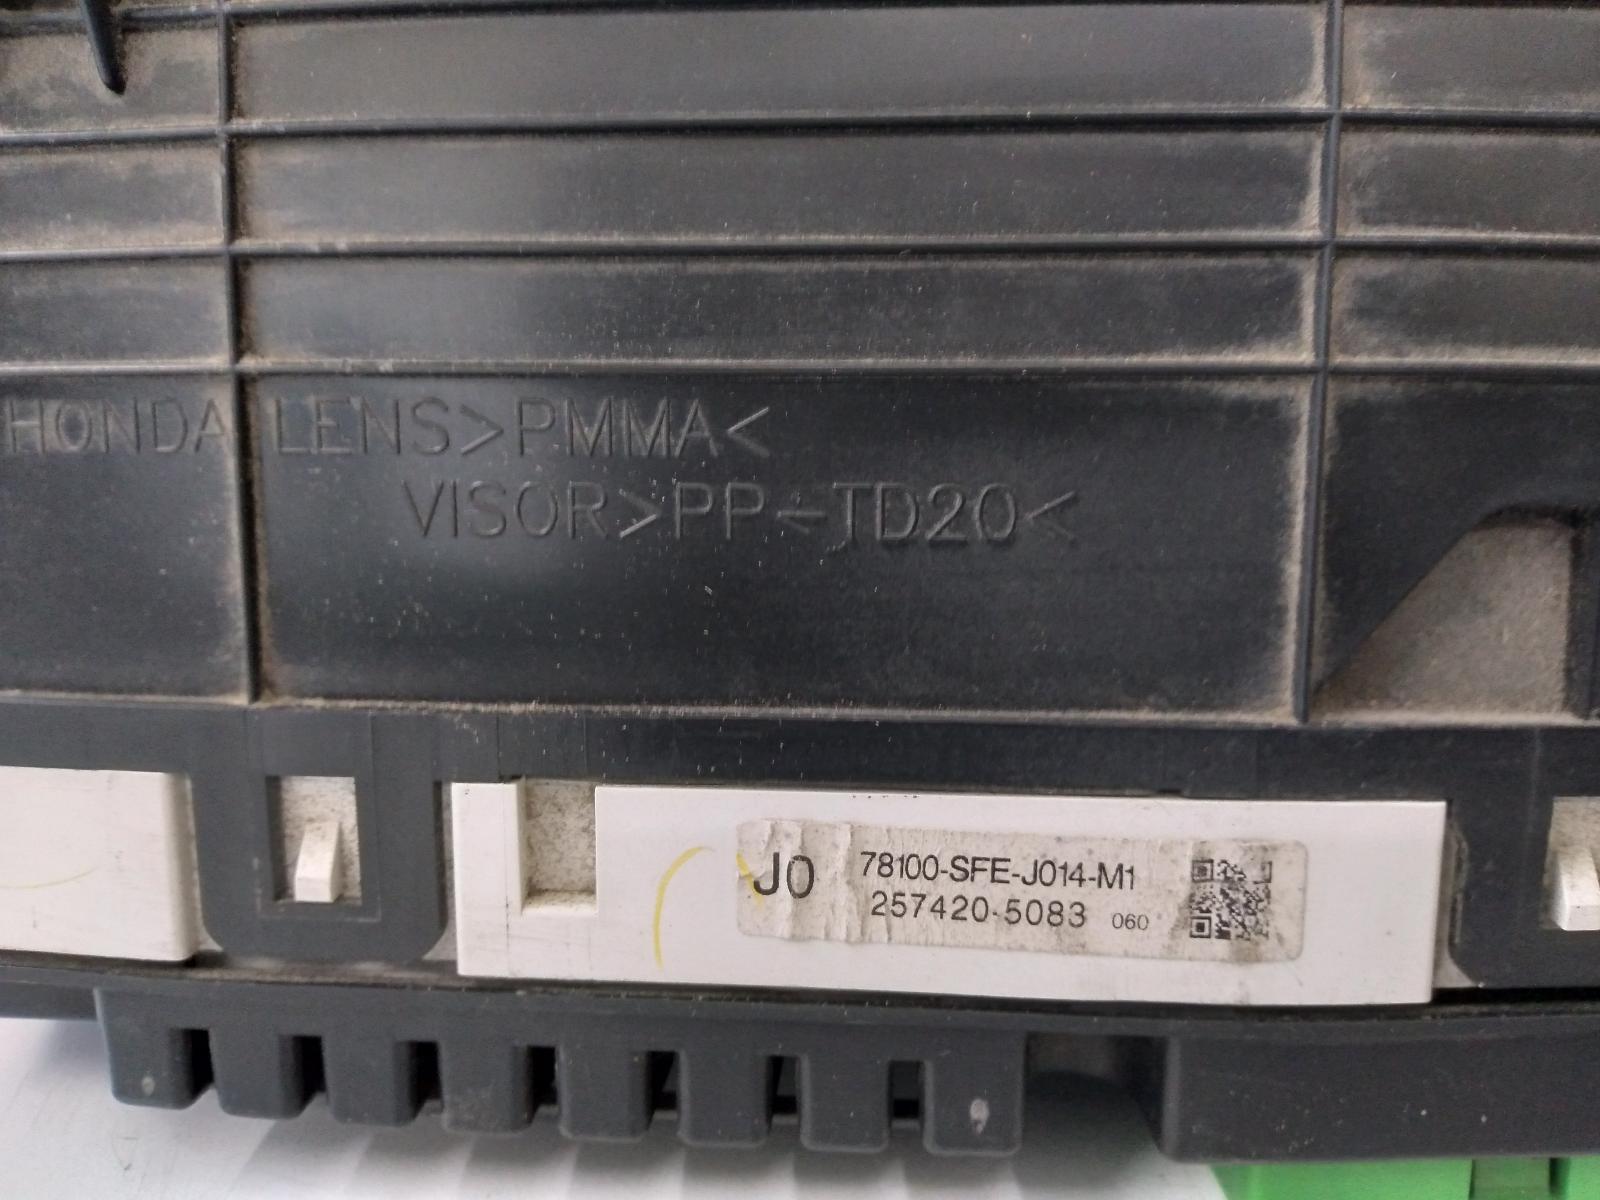 HONDA LENS>PMMA<
VISOR>PP-TD20<
J0
78100-SFE-J014-M1
257420-5083 060